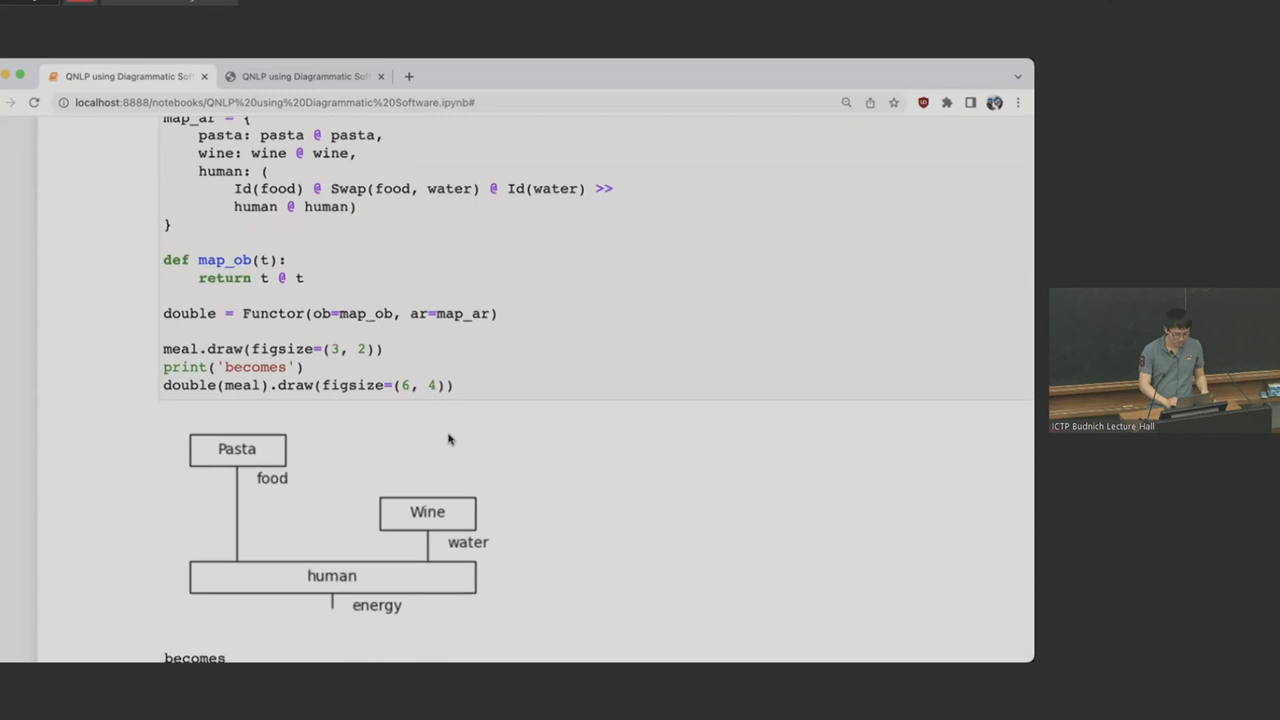 QNLP using Diagrammatic Sof
QNLP using Diagrammatic Sof
localhost:8888/notebooks/QNLP%20using%20Diagrammatic%20Software.ipynb#
map_ar = {
pasta: pasta @ pasta,
wine: wine @ wine,
human: (
Id(food) @ Swap(food, water) @ Id(water) >>
human @ human)
}
def map_ob(t):
return t @ t
double = Functor(ob=map_ob, ar=map_ar)
meal.draw(figsize=(3, 2))
print('becomes')
double(meal).draw(figsize=(6, 4))
Pasta
food
Wine
water
human
energy
becomes
ICTP Budnich Lecture Hall